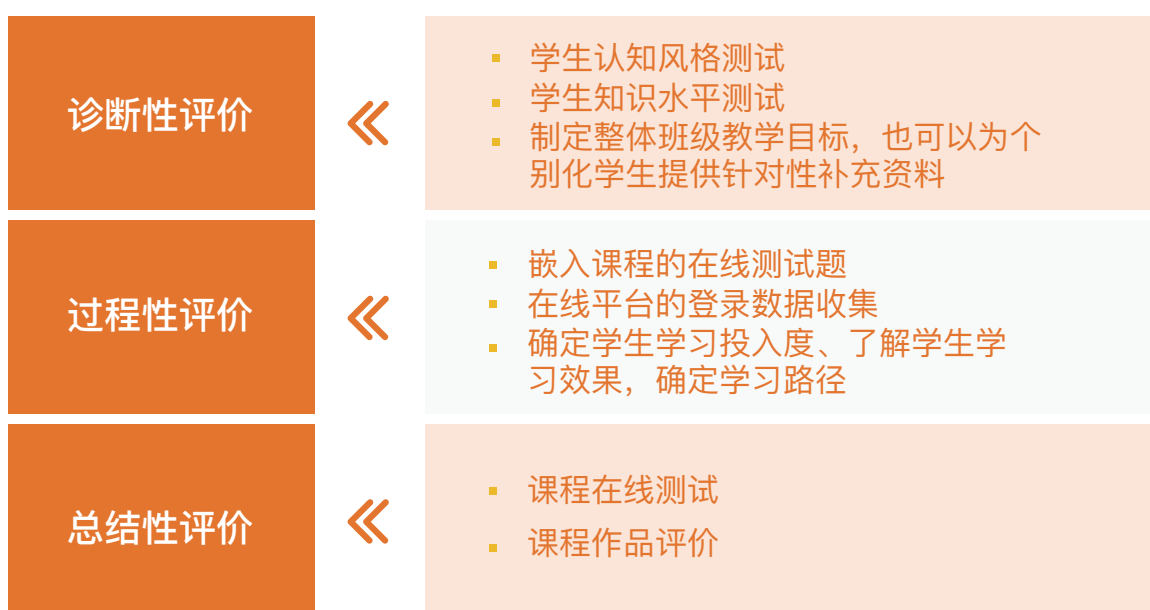 诊断性评价
学生认知风格测试
学生知识水平测试
制定整体班级教学目标，也可以为个
别化学生提供针对性补充资料
过程性评价
嵌入课程的在线测试题
在线平台的登录数据收集
确定学生学习投入度、了解学生学
习效果，确定学习路径
总结性评价
课程在线测试
课程作品评价